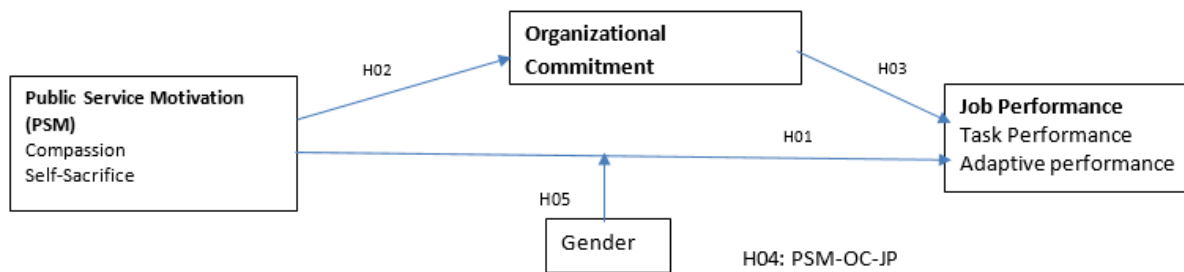 Organizational
Commitment
H02
H03
Public Service Motivation
(PSM)
Compassion
Self-Sacrifice
Job Performance
Task Performance
Adaptive performance
H01
H05
Gender
H04: PSM-OC-JP